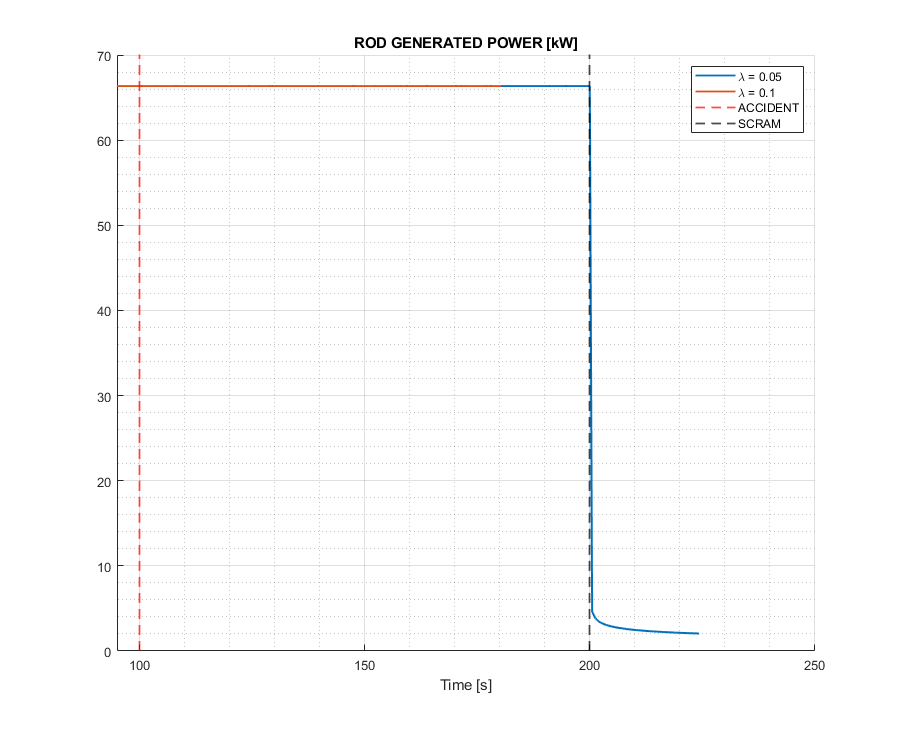 ROD GENERATED POWER [kW]
70
60
50
40
30
20
10
0
λ = 0.05
λ = 0.1
ACCIDENT
SCRAM
100 150 200 250
Time [s]